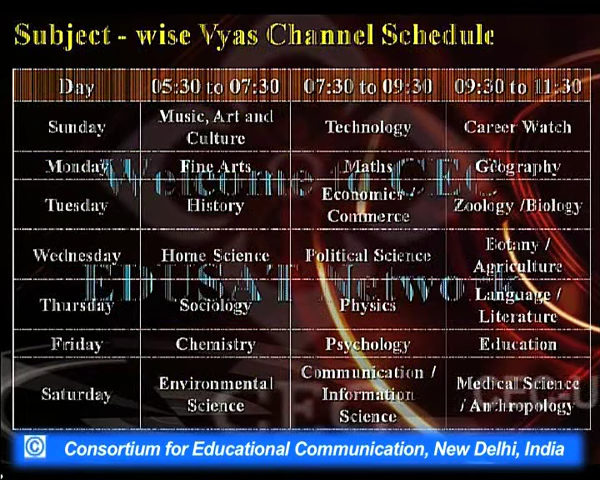 Subject - wise Vyas Channel Schedule
Day 05:30 to 07:30 07:30 to 09:30 09:30 to 11:30
Sunday Music, Art and Culture Technology Career Watch
Monday Fine Arts Maths Geography
Tuesday History Economics / Commerce Zoology /Biology
Wednesday Home Science Political Science Botany / Agriculture
Thursday Sociology Physics Language / Literature
Friday Chemistry Psychology Education
Saturday Environmental Science Communication / Information Science Medical Science / Anthropology
Welcome to CEC
EDUSAT Network
© Consortium for Educational Communication, New Delhi, India